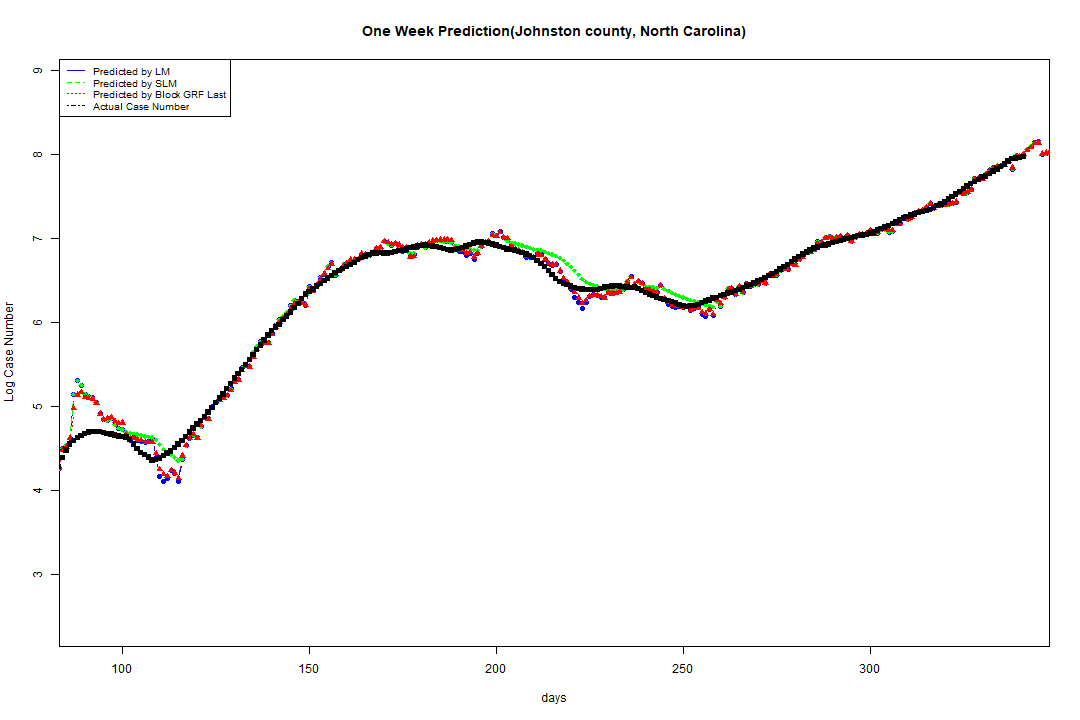 One Week Prediction(Johnston county, North Carolina)
Predicted by LM
Predicted by SLM
Predicted by Block GRF Last
Actual Case Number
9
8
7
6
5
4
3
Log Case Number
100 150 200 250 300
days